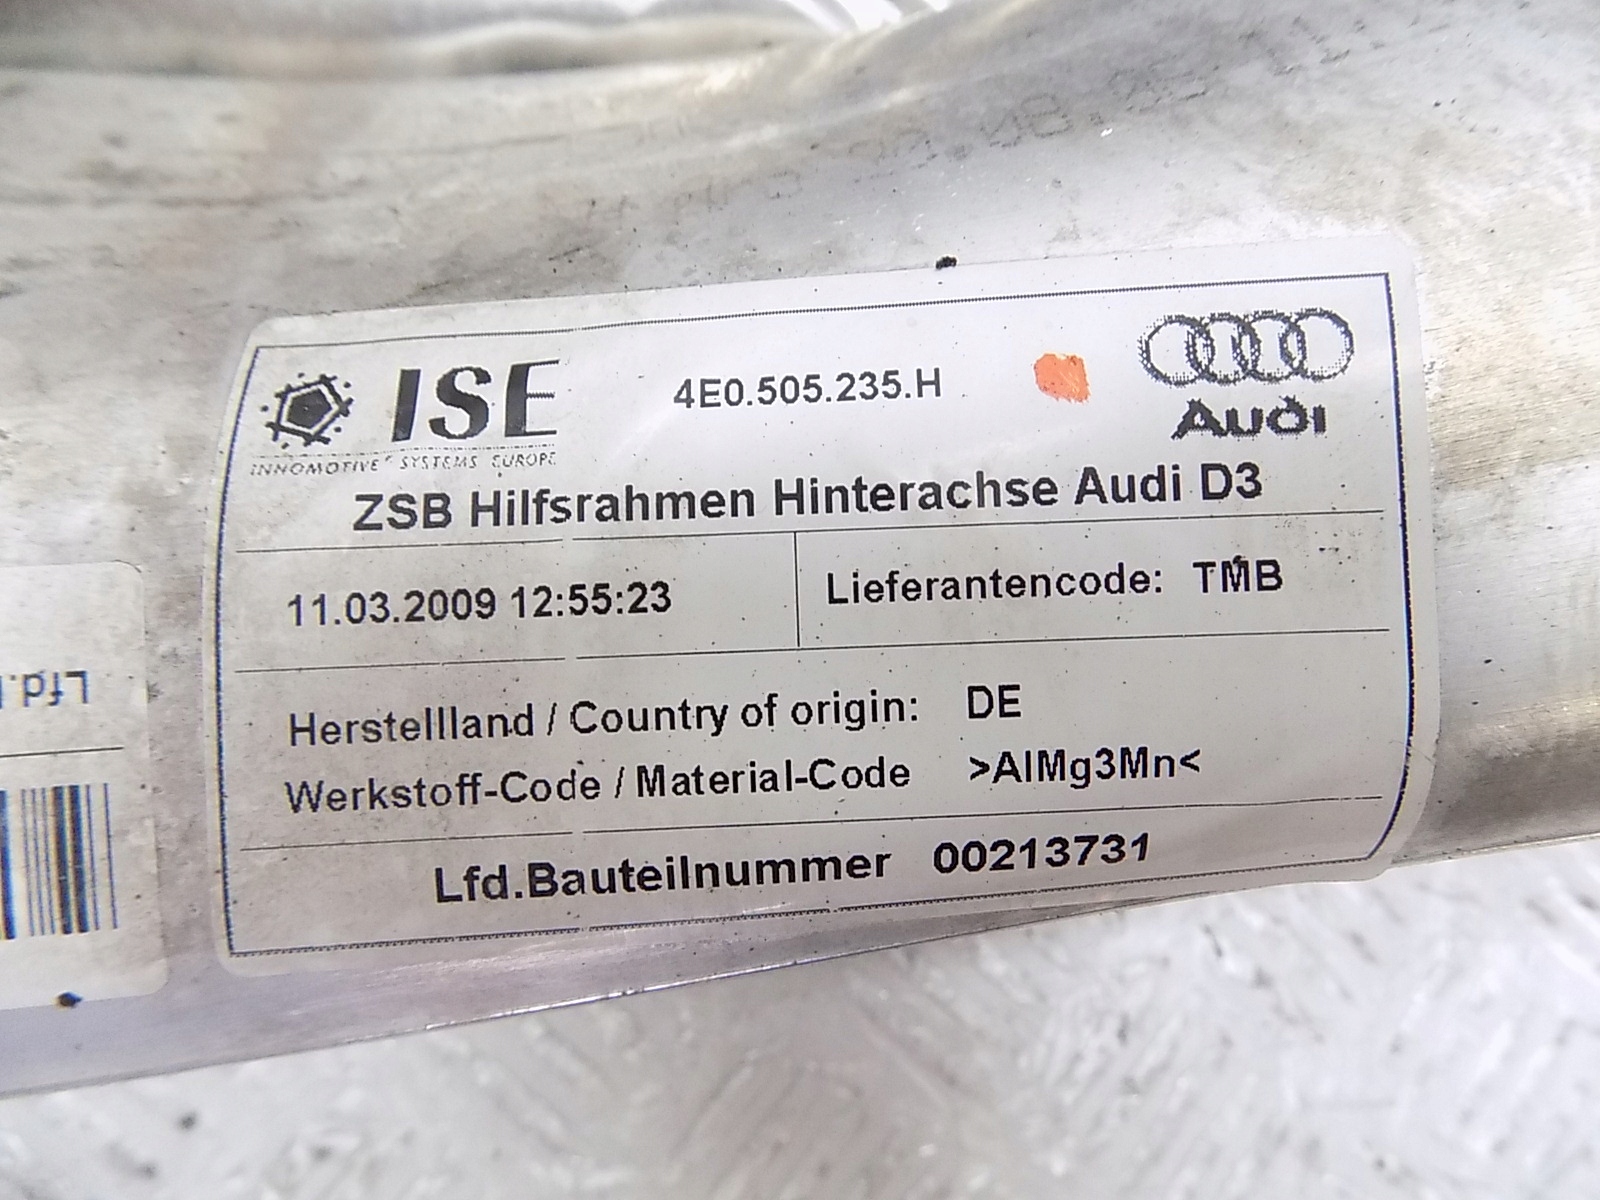 ISE
INNOMOTIVE SYSTEMS EUROPE
4E0.505.235.H
Audi
ZSB Hilfsrahmen Hinterachse Audi D3
11.03.2009 12:55:23
Lieferantencode: TMB
Herstellland / Country of origin: DE
Werkstoff-Code / Material-Code >AlMg3Mn<
Lfd.Bauteilnummer 00213731
Lfd.